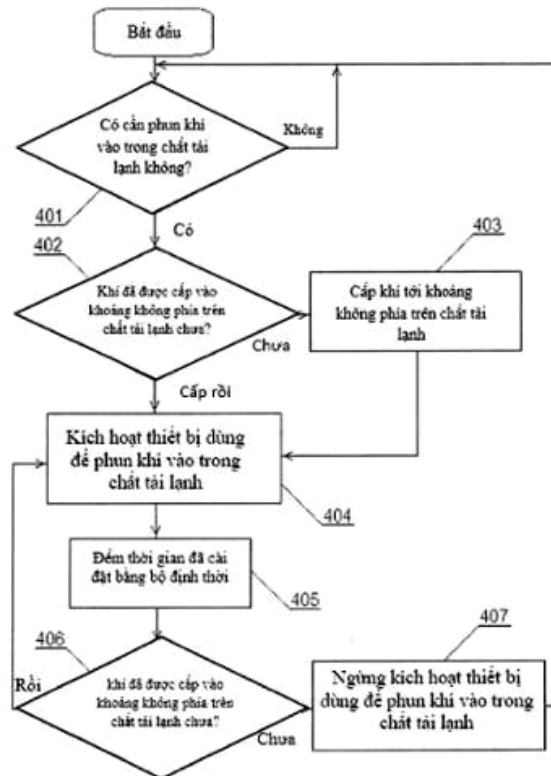 Bắt đầu
Có cần phun khí
vào trong chất tải
lạnh không?
Không
401
Có
402
Khí đã được cấp vào
khoảng không phía trên
chất tải lạnh chưa?
Chưa
403
Cấp khí tới khoảng
không phía trên chất tải
lạnh
Cấp rồi
Kích hoạt thiết bị dùng
để phun khí vào trong
chất tải lạnh
404
Đếm thời gian đã cài
đặt bằng bộ định thời
405
406
Rồi
khí đã được cấp vào
khoảng không phía trên
chất tải lạnh chưa?
Chưa
407
Ngừng kích hoạt thiết bị
dùng để phun khí vào trong
chất tải lạnh